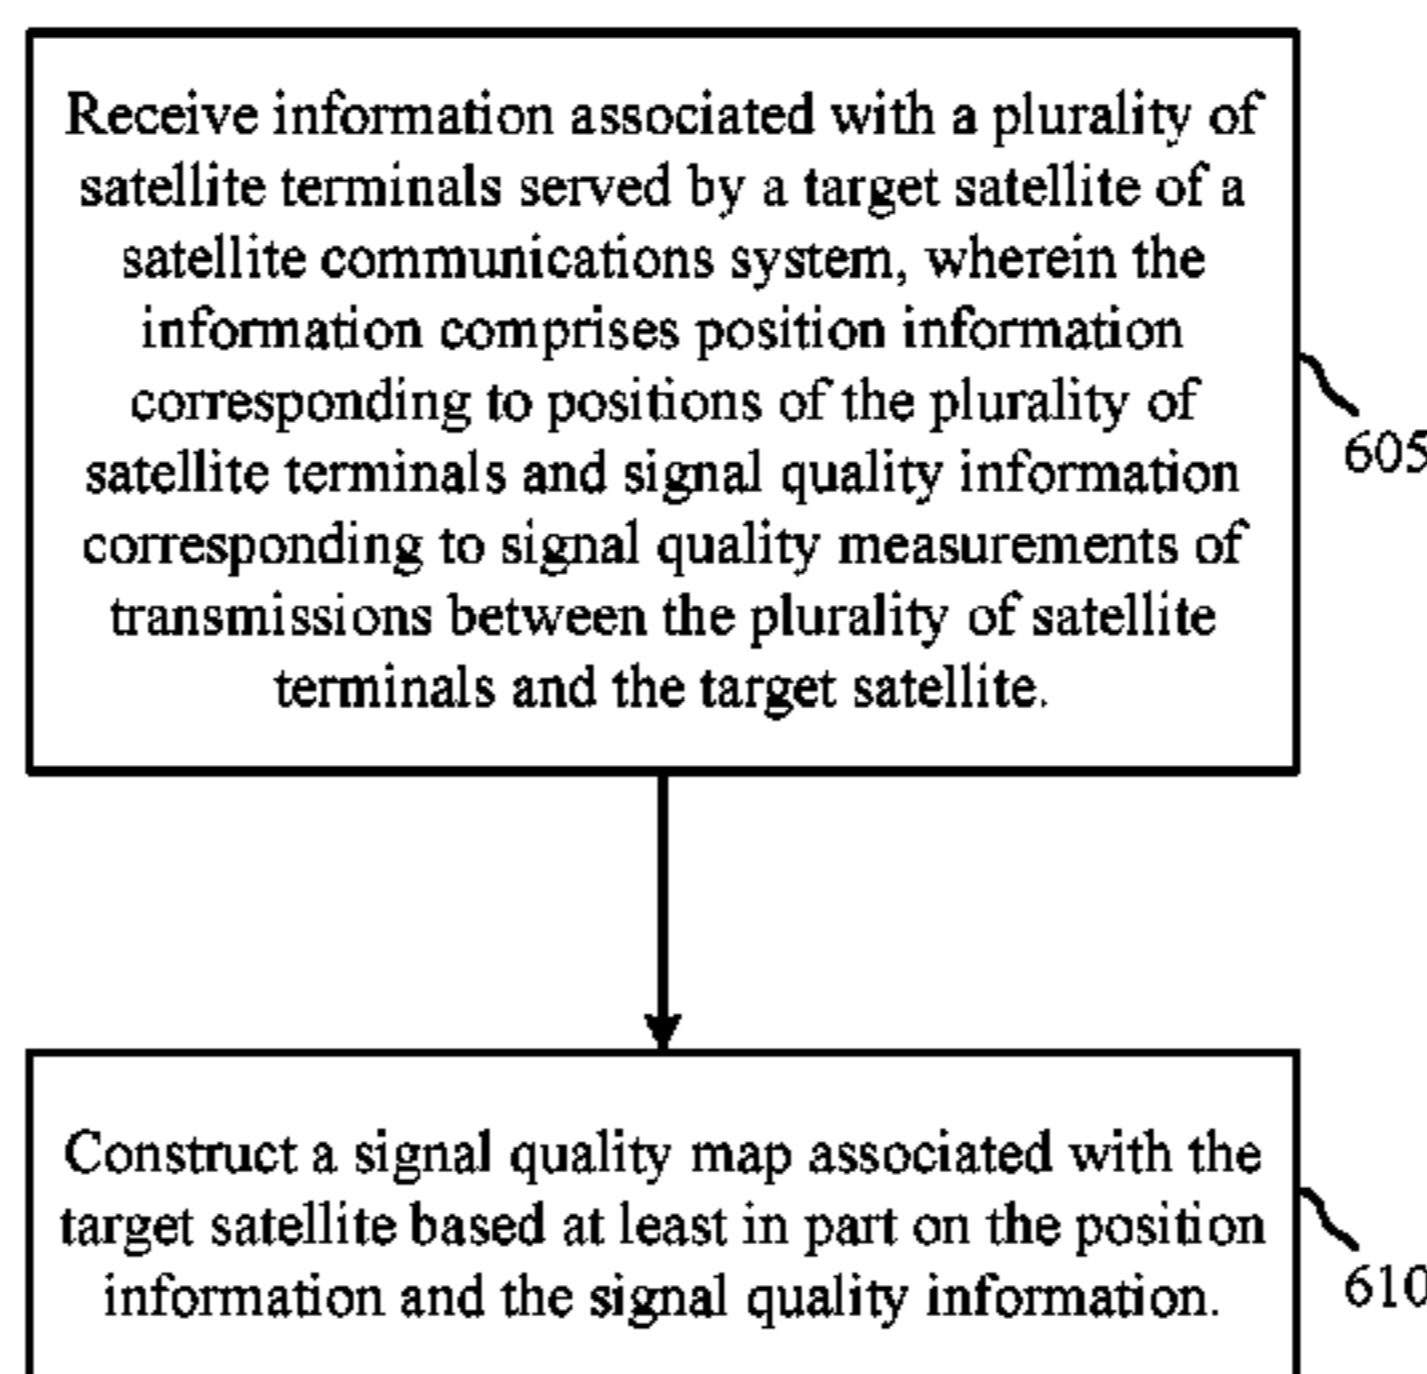 Receive information associated with a plurality of
satellite terminals served by a target satellite of a
satellite communications system, wherein the
information comprises position information
corresponding to positions of the plurality of
satellite terminals and signal quality information
corresponding to signal quality measurements of
transmissions between the plurality of satellite
terminals and the target satellite.
605
Construct a signal quality map associated with the
target satellite based at least in part on the position
information and the signal quality information.
610